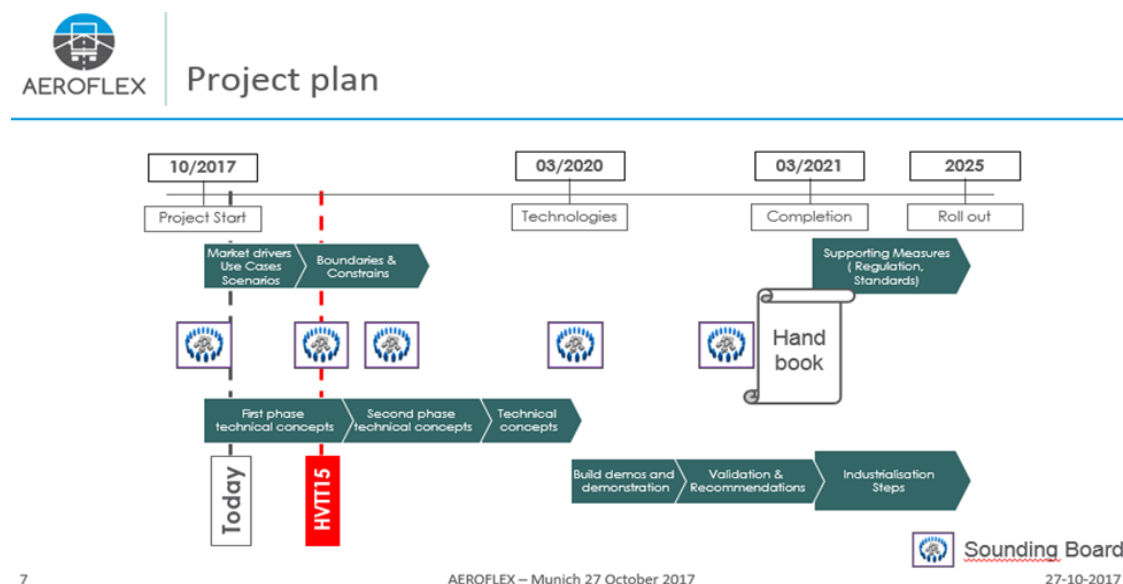 AEROFLEX
Project plan
10/2017
03/2020
03/2021
2025
Project Start
Technologies
Completion
Roll out
Market drivers
Use Cases
Scenarios
Boundaries &
Constrains
Supporting Measures
( Regulation,
Standards)
Hand
book
First phase
technical concepts
Second phase
technical concepts
Technical
concepts
Today
HVTT15
Build demos and
demonstration
Validation &
Recommendations
Industrialisation
Steps
Sounding Board
7
AEROFLEX – Munich 27 October 2017
27-10-2017